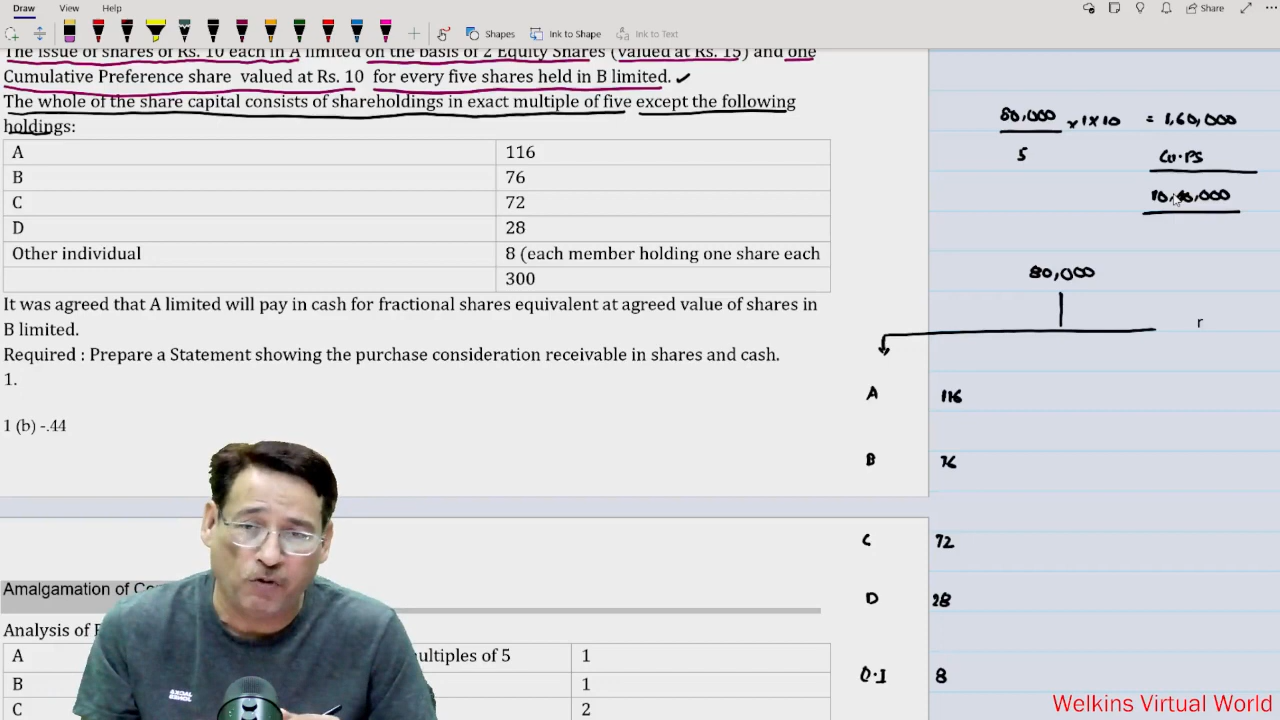 Draw View Help
Share
Shapes Ink to Shape Ink to Text
The issue of shares of Rs. 10 each in A limited on the basis of 2 Equity Shares (valued at Rs. 15) and one
Cumulative Preference share valued at Rs. 10 for every five shares held in B limited.
The whole of the share capital consists of shareholdings in exact multiple of five except the following
holdings:
A 116
B 76
C 72
D 28
Other individual 8 (each member holding one share each
300
It was agreed that A limited will pay in cash for fractional shares equivalent at agreed value of shares in
B limited.
Required : Prepare a Statement showing the purchase consideration receivable in shares and cash.
1.
1 (b) -.44
Amalgamation of
Analysis of
A ultiples of 5 1
B 1
C 2
80,000 x 1 x 10 = 1,60,000
5 Cu.PS
80,000
r
A 116
B 76
C 72
D 28
O.I 8
Welkins Virtual World